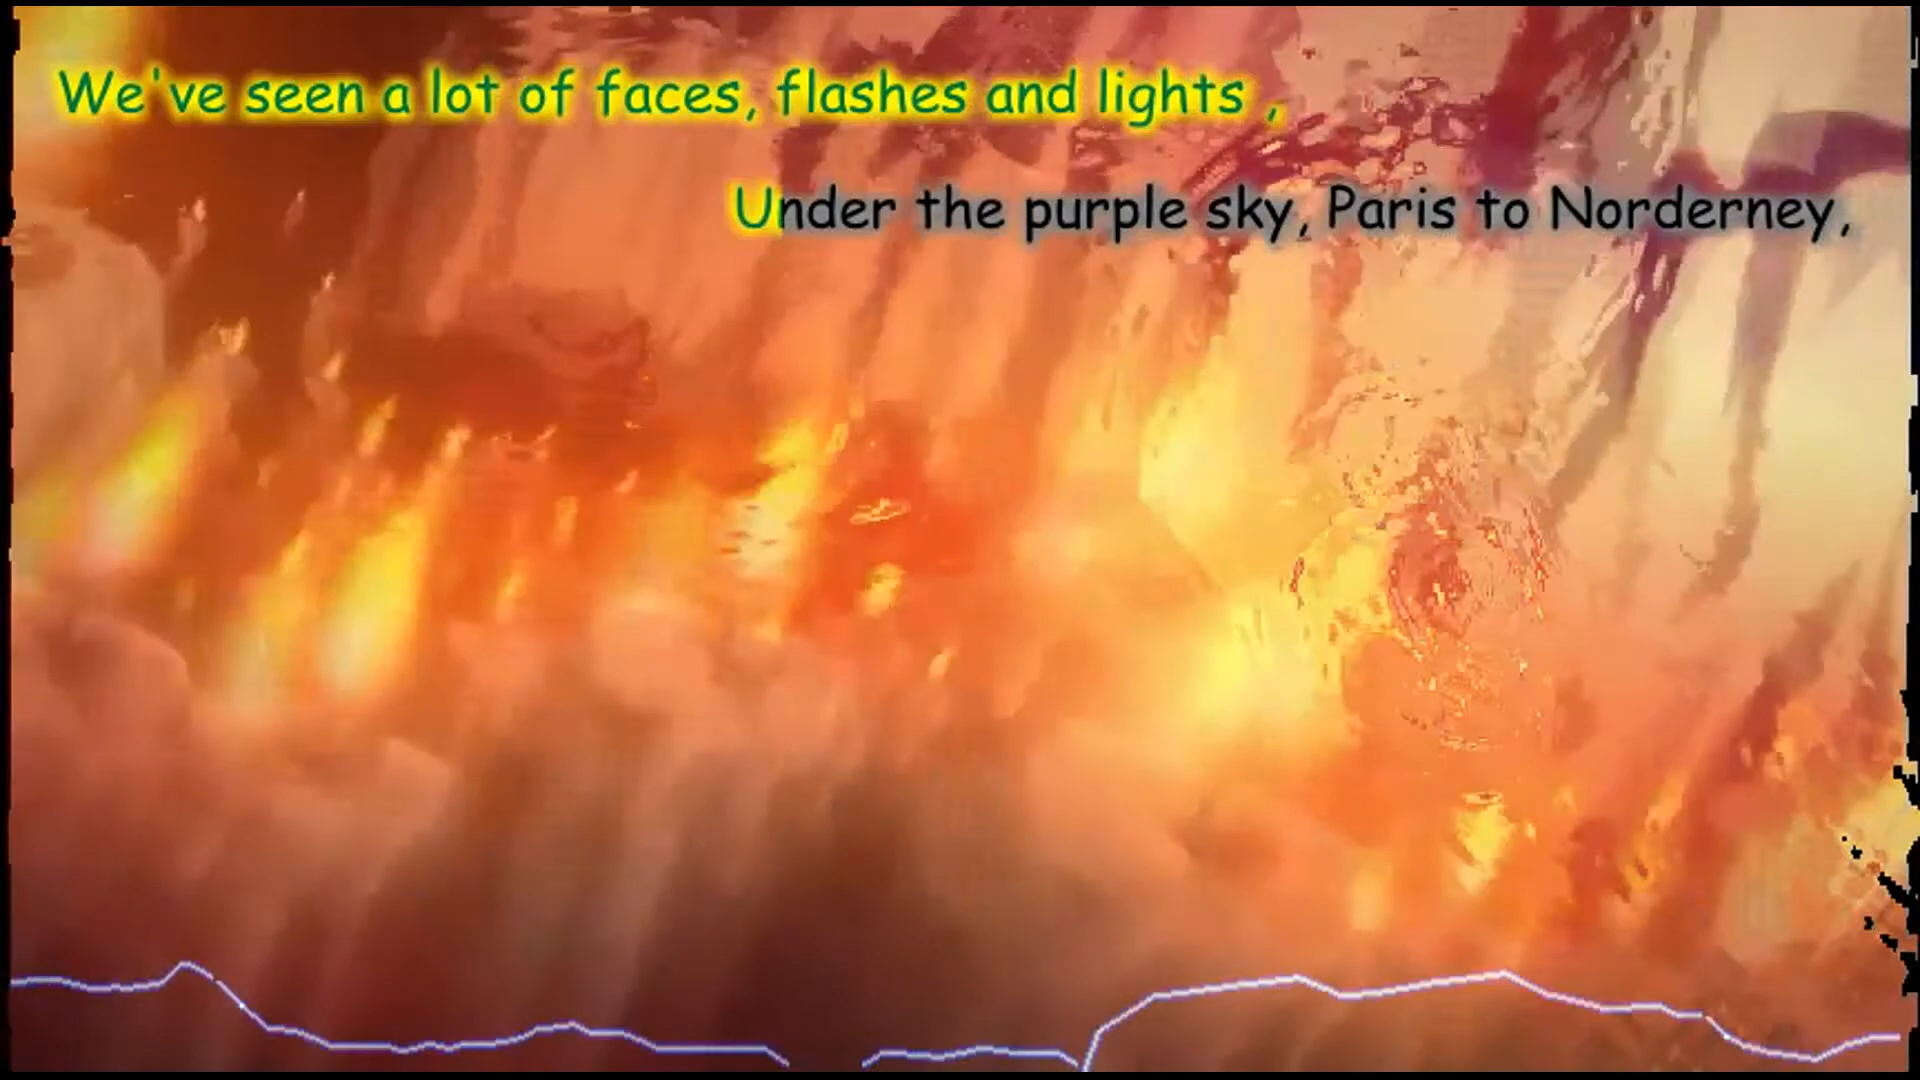 We've seen a lot of faces, flashes and lights ,
Under the purple sky, Paris to Norderney,